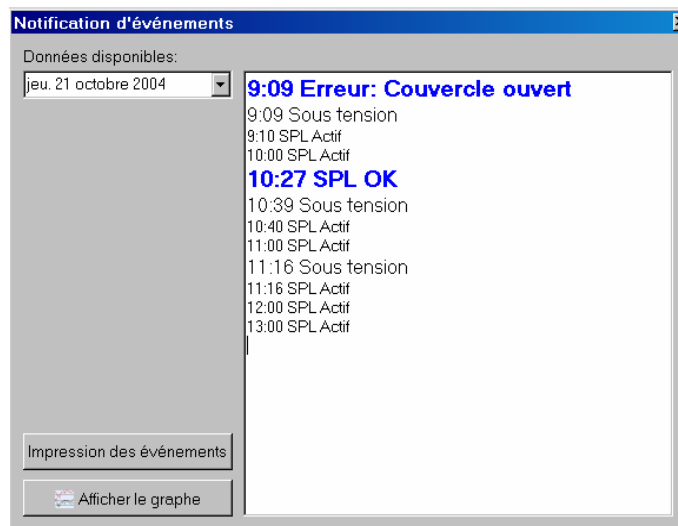 Notification d'événements
Données disponibles:
jeu. 21 octobre 2004
9:09 Erreur: Couvercle ouvert
9:09 Sous tension
9:10 SPL Actif
10:00 SPL Actif
10:27 SPL OK
10:39 Sous tension
10:40 SPL Actif
11:00 SPL Actif
11:16 Sous tension
11:16 SPL Actif
12:00 SPL Actif
13:00 SPL Actif
Impression des événements
Afficher le graphe